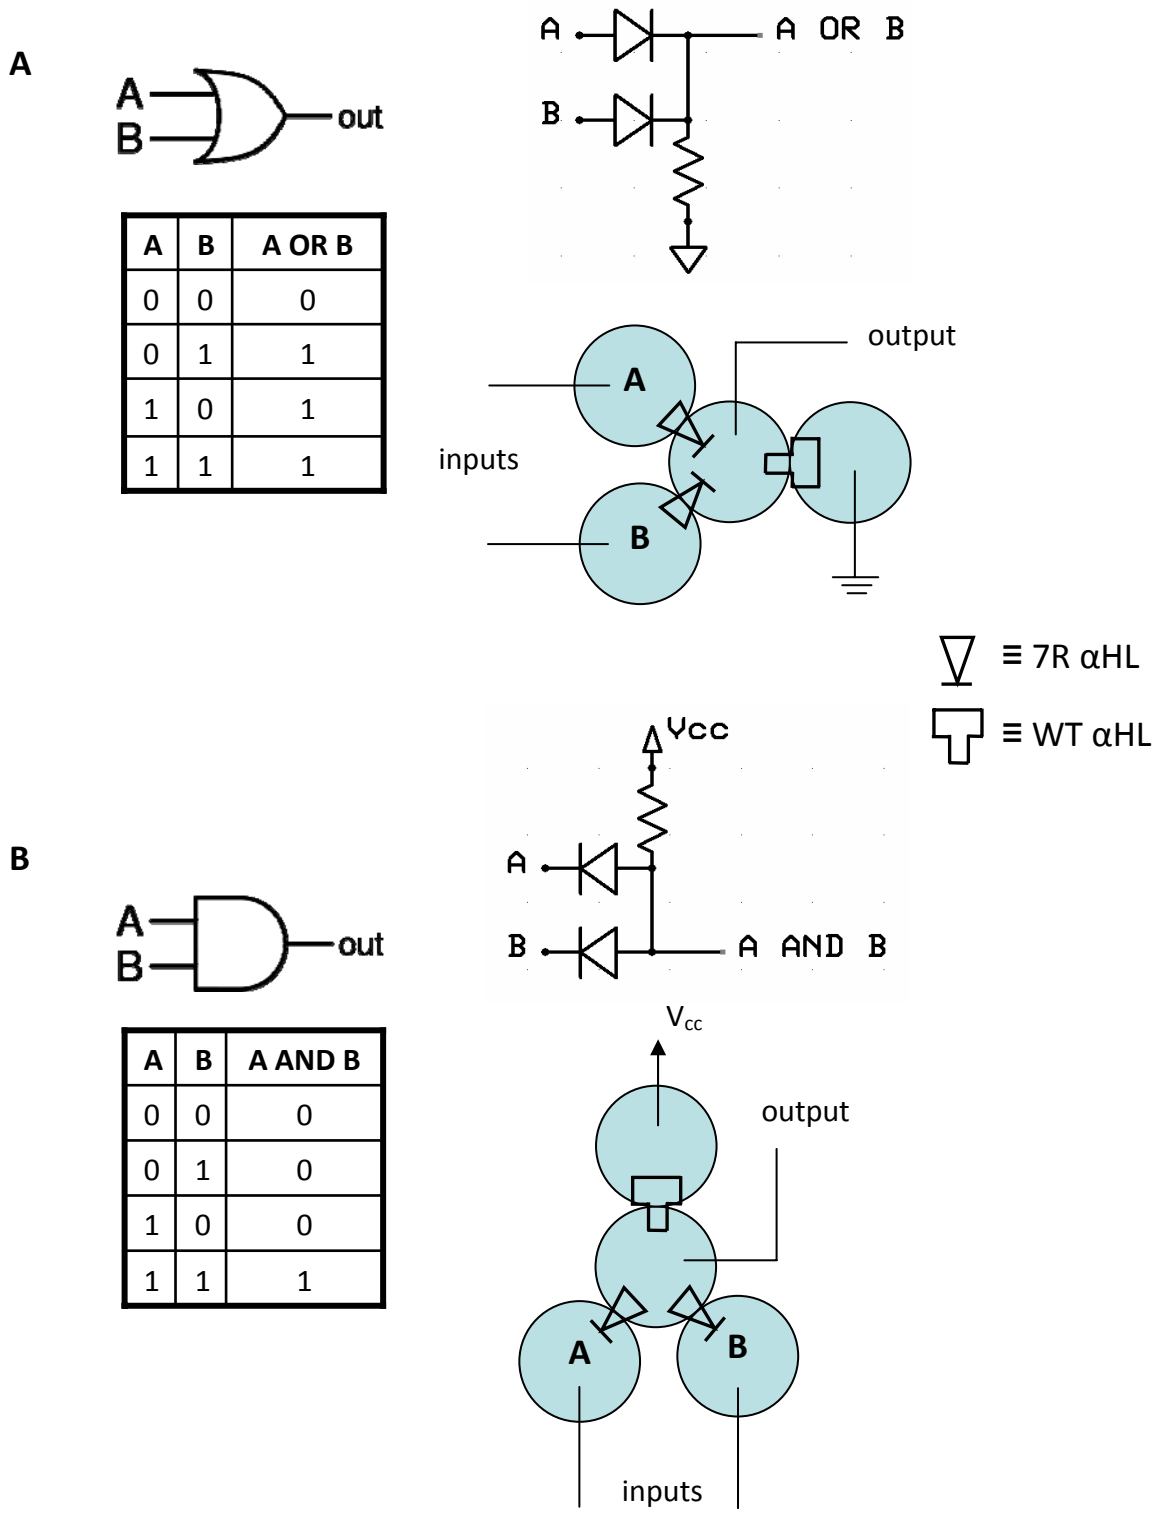 A
A
B
out
A B A OR B
0 0 0
0 1 1
1 0 1
1 1 1
A
A OR B
B
output
A
inputs
B
≡ 7R αHL
≡ WT αHL
B
A
B
out
A B A AND B
0 0 0
0 1 0
1 0 0
1 1 1
Vcc
A
B
A AND B
Vcc
output
A
B
inputs